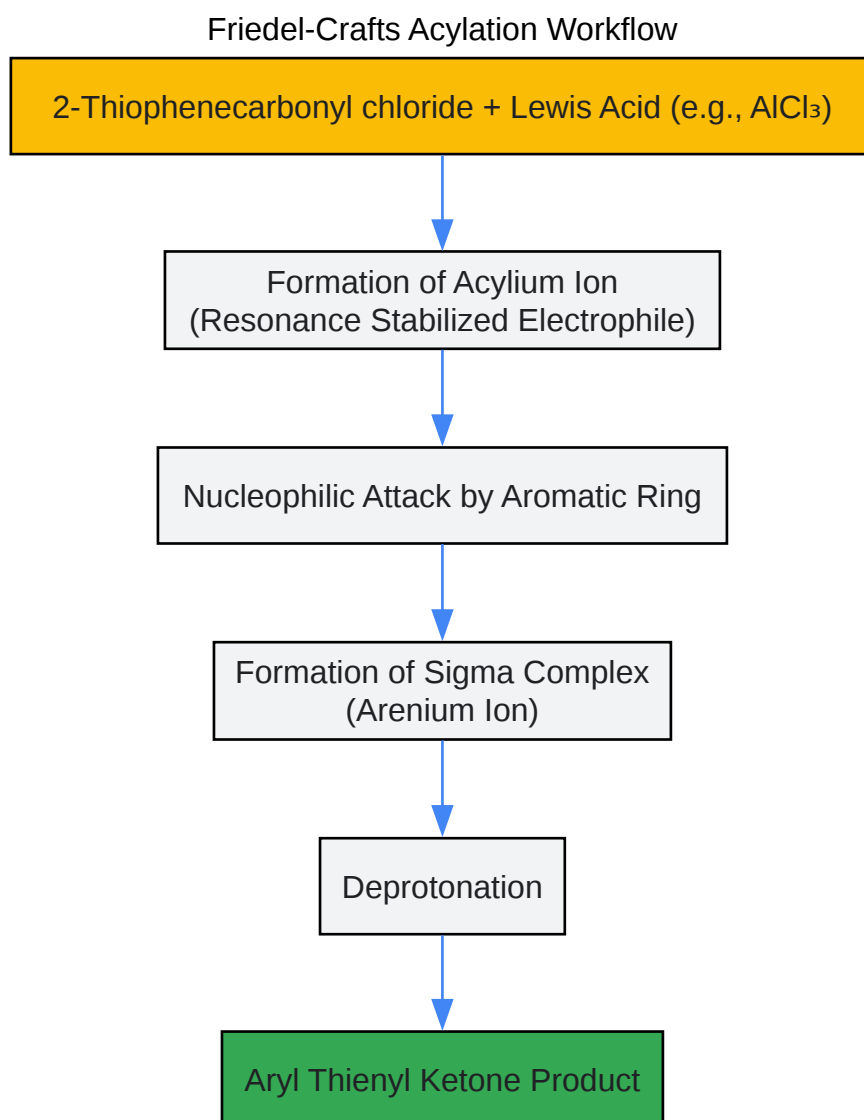 Friedel-Crafts Acylation Workflow
2-Thiophenecarbonyl chloride + Lewis Acid (e.g., AlCl₃)
Formation of Acylium Ion
(Resonance Stabilized Electrophile)
Nucleophilic Attack by Aromatic Ring
Formation of Sigma Complex
(Arenium Ion)
Deprotonation
Aryl Thienyl Ketone Product